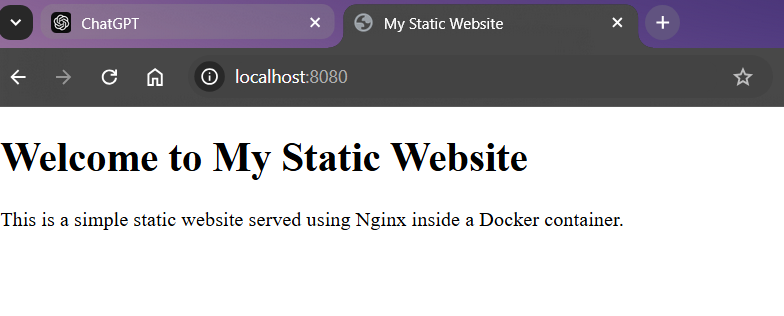 ChatGPT My Static Website
localhost:8080
Welcome to My Static Website
This is a simple static website served using Nginx inside a Docker container.